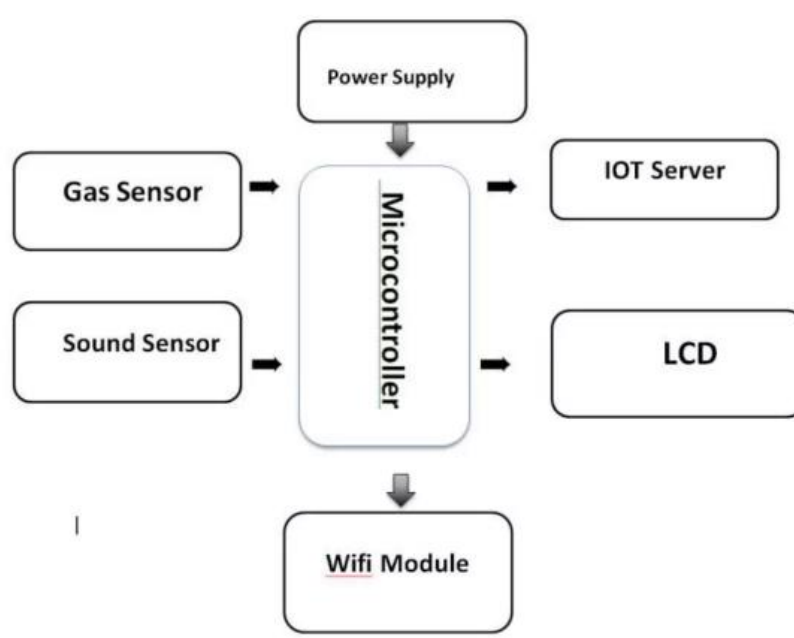 Power Supply
Gas Sensor
Microcontroller
IOT Server
Sound Sensor
LCD
Wifi Module